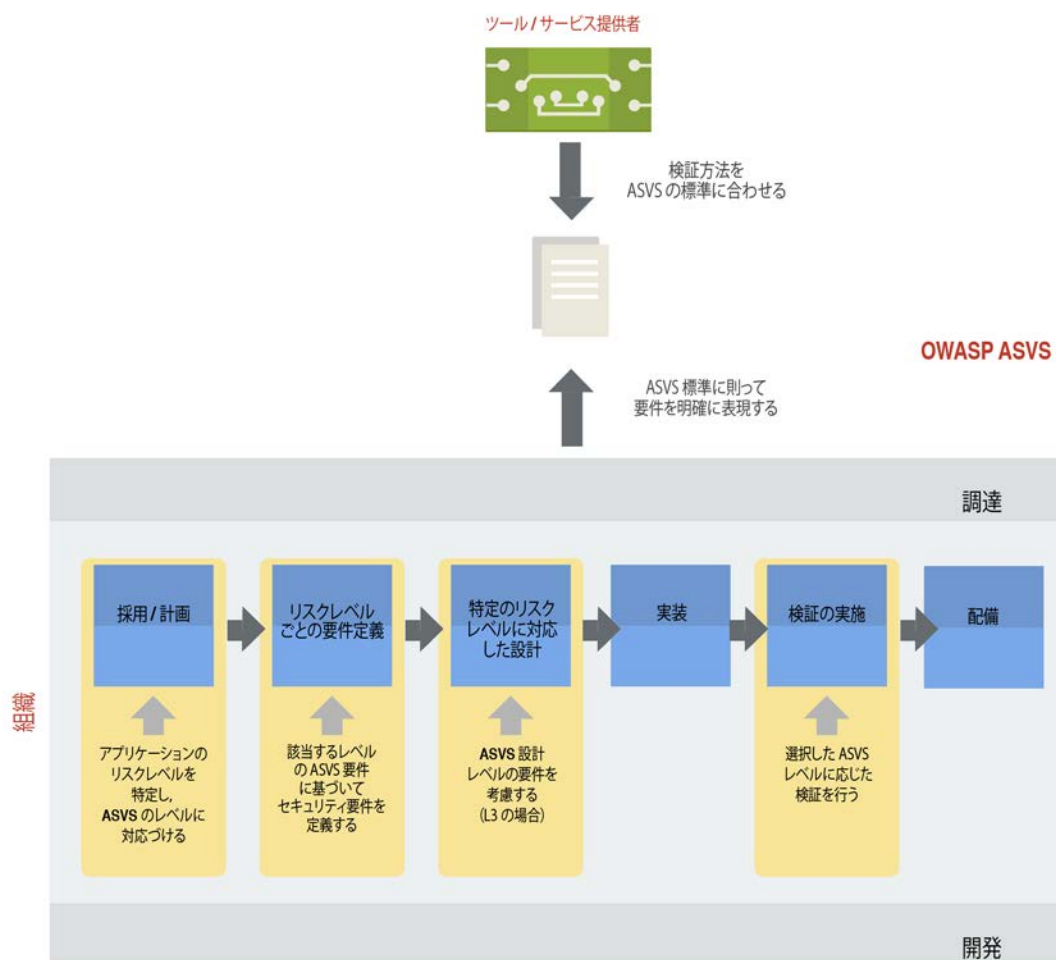 ツール / サービス提供者
検証方法を
ASVS の標準に合わせる
OWASP ASVS
ASVS 標準に則って
要件を明確に表現する
調達
組織
採用 / 計画
リスクレベル
ごとの要件定義
特定のリスク
レベルに対応
した設計
実装
検証の実施
配備
アプリケーションの
リスクレベルを
特定し,
ASVS のレベルに
対応づける
該当するレベル
の ASVS 要件
に基づいて
セキュリティ要件を
定義する
ASVS 設計
レベルの要件を
考慮する
(L3 の場合)
選択した ASVS
レベルに応じた
検証を行う
開発